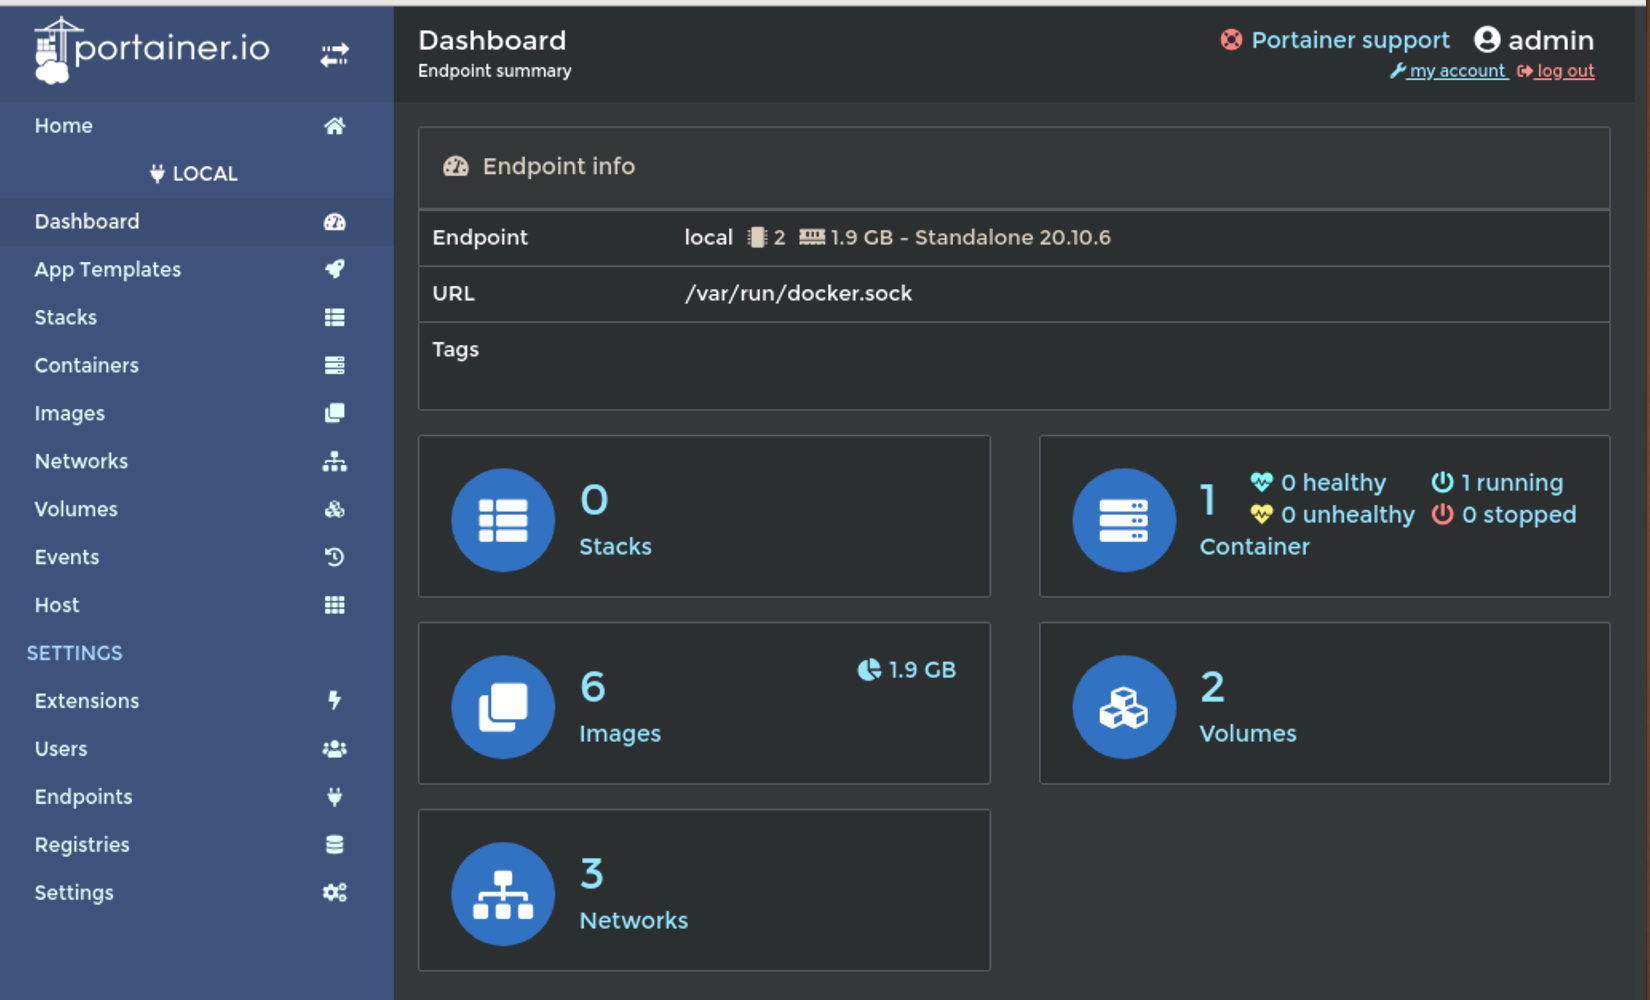 portainer.io
Home
LOCAL
Dashboard
App Templates
Stacks
Containers
Images
Networks
Volumes
Events
Host
SETTINGS
Extensions
Users
Endpoints
Registries
Settings
Dashboard
Endpoint summary
Portainer support admin
my account log out
Endpoint info
Endpoint local 2 1.9 GB - Standalone 20.10.6
URL /var/run/docker.sock
Tags
0
Stacks
1 0 healthy 1 running
0 unhealthy 0 stopped
Container
6 1.9 GB
Images
2
Volumes
3
Networks